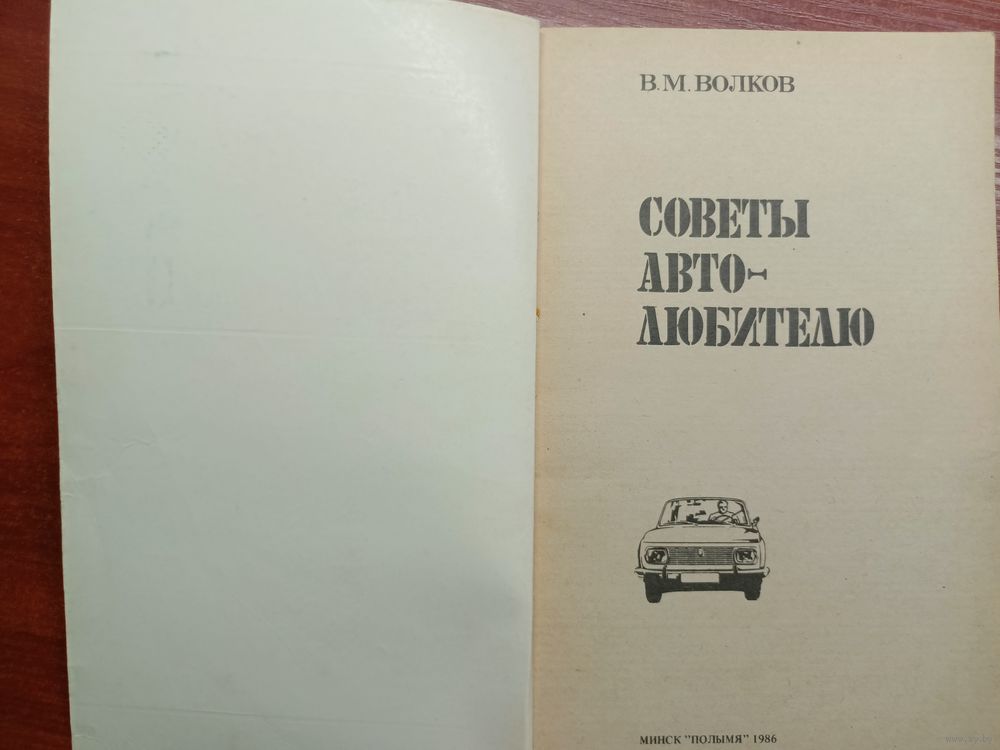 В.М.ВОЛКОВ
СОВЕТЫ
АВТО-
ЛЮБИТЕЛЮ
МИНСК "ПОЛЫМЯ" 1986